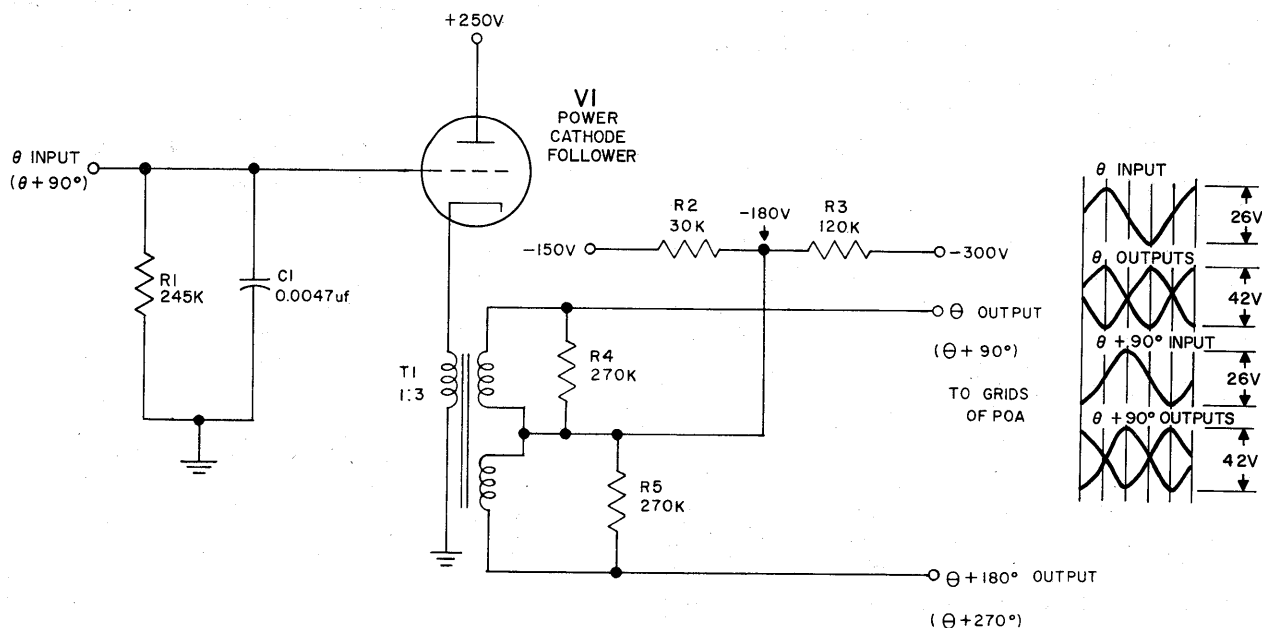 +250V
V1
POWER
CATHODE
FOLLOWER
θ INPUT
(θ+90°)
R1
245K
C1
0.0047uf
R2
30K
-180V
R3
120K
-150V
-300V
T1
1:3
R4
270K
R5
270K
θ OUTPUT
(θ+90°)
TO GRIDS
OF POA
θ+180° OUTPUT
(θ+270°)
θ INPUT
26V
θ OUTPUTS
42V
θ + 90° INPUT
26V
θ +90° OUTPUTS
42V